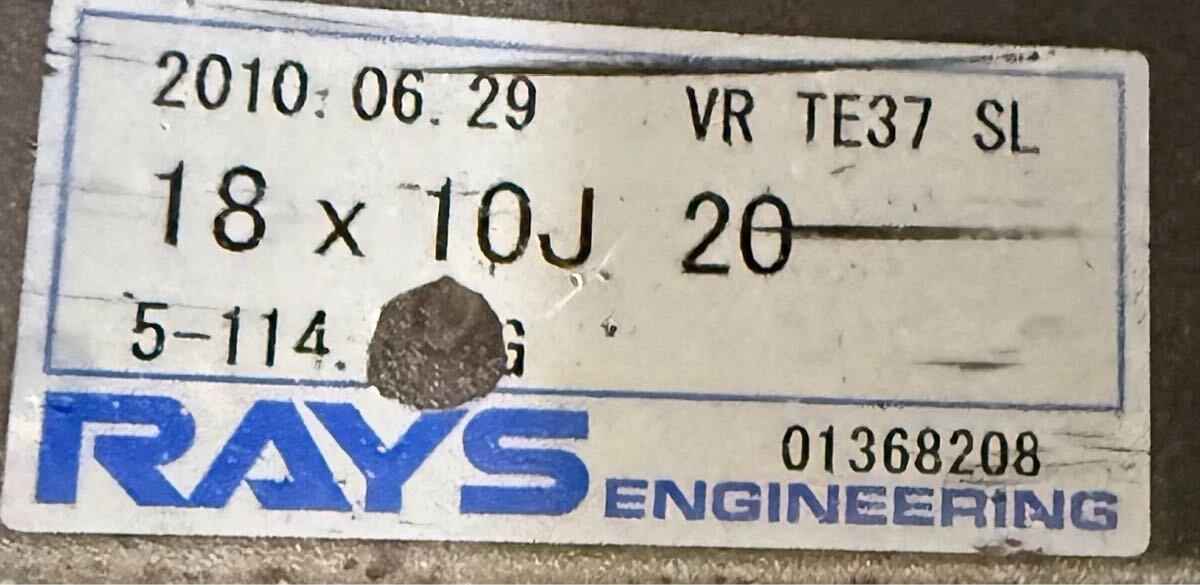 2010. 06. 29 VR TE37 SL
18 x 10J 20
5-114.
RAYS ENGINEERING 01368208